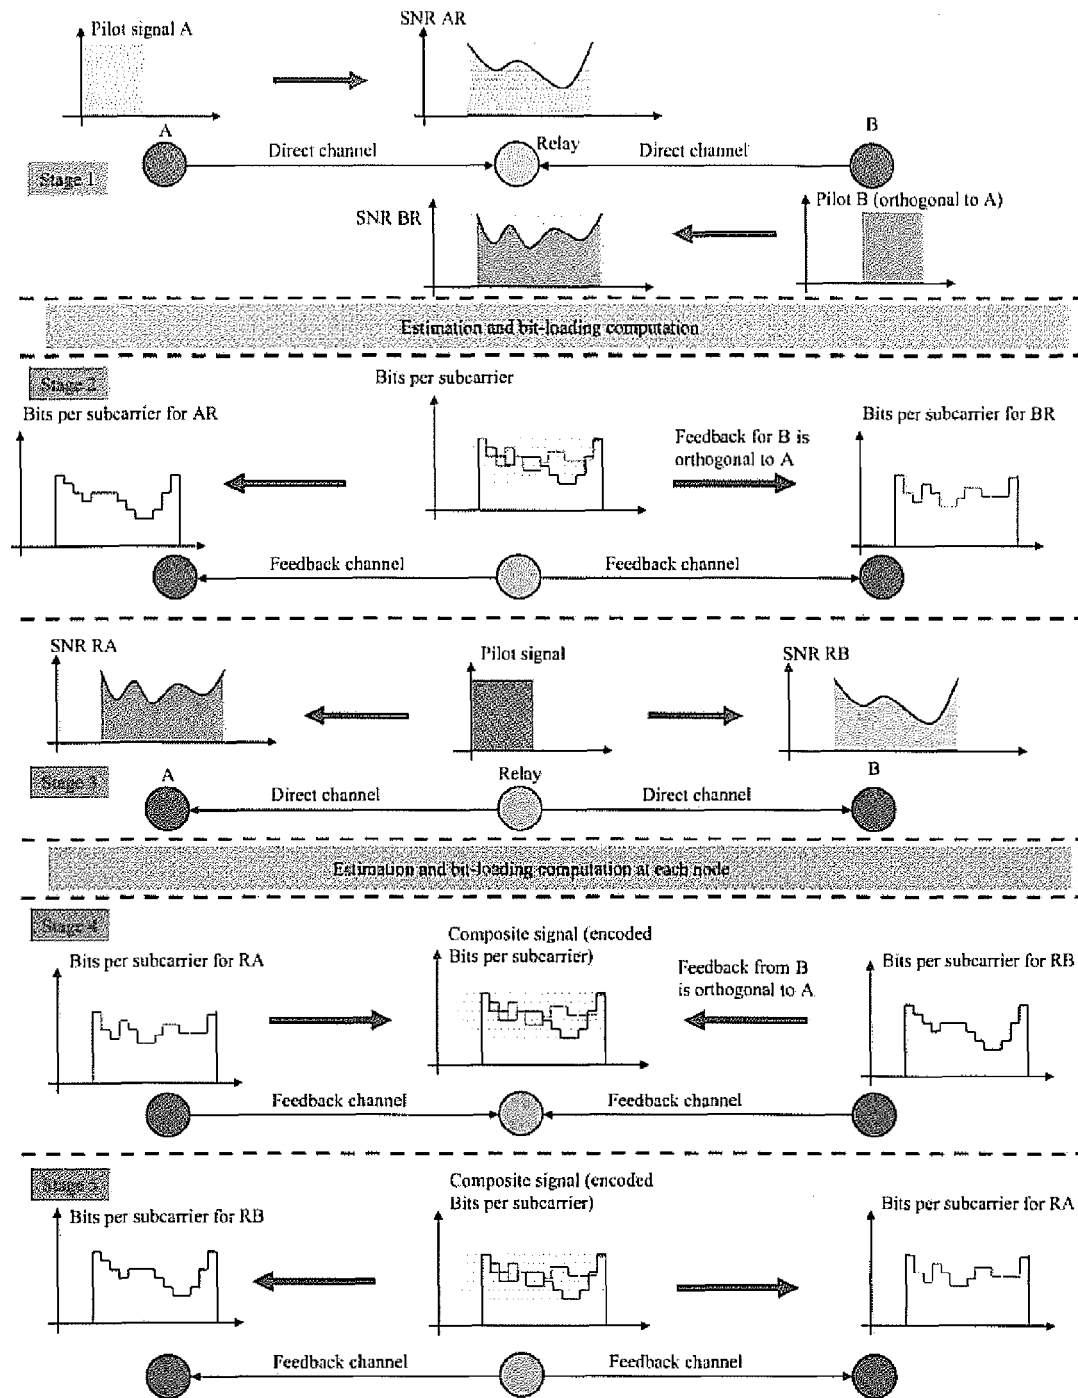 Pilot signal A
SNR AR
A
Direct channel
Relay
Direct channel
B
Stage 1
SNR BR
Pilot B (orthogonal to A)
Estimation and bit-loading computation
Stage 2
Bits per subcarrier
Bits per subcarrier for AR
Feedback for B is
orthogonal to A
Bits per subcarrier for BR
Feedback channel
Feedback channel
SNR RA
Pilot signal
SNR RB
Stage 3
A
Direct channel
Relay
Direct channel
B
Estimation and bit-loading computation at each node
Stage 4
Bits per subcarrier for RA
Composite signal (encoded
Bits per subcarrier)
Feedback from B
is orthogonal to A
Bits per subcarrier for RB
Feedback channel
Feedback channel
Stage 5
Bits per subcarrier for RB
Composite signal (encoded
Bits per subcarrier)
Bits per subcarrier for RA
Feedback channel
Feedback channel